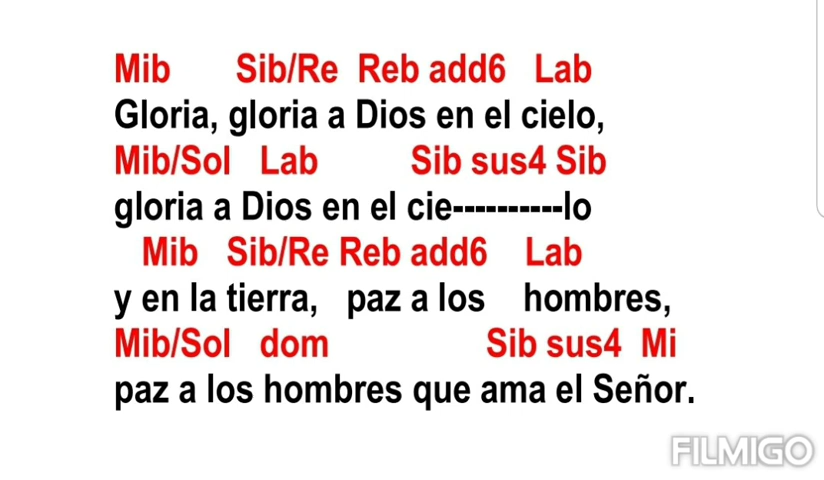 Mib Sib/Re Reb add6 Lab
Gloria, gloria a Dios en el cielo,
Mib/Sol Lab Sib sus4 Sib
gloria a Dios en el cie----------lo
Mib Sib/Re Reb add6 Lab
y en la tierra, paz a los hombres,
Mib/Sol dom Sib sus4 Mi
paz a los hombres que ama el Señor.
FILMIGO